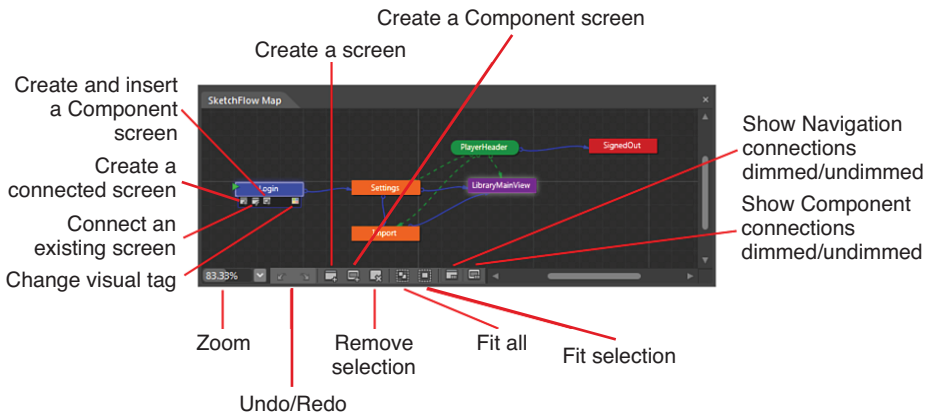 Create a Component screen
Create a screen
Create and insert
a Component
screen
SketchFlow Map
Create a
connected screen
Connect an
existing screen
Change visual tag
PlayerHeader
SignedOut
Login
Settings
LibraryMainView
Import
Show Navigation
connections
dimmed/undimmed
Show Component
connections
dimmed/undimmed
83.33%
Zoom
Undo/Redo
Remove
selection
Fit all
Fit selection